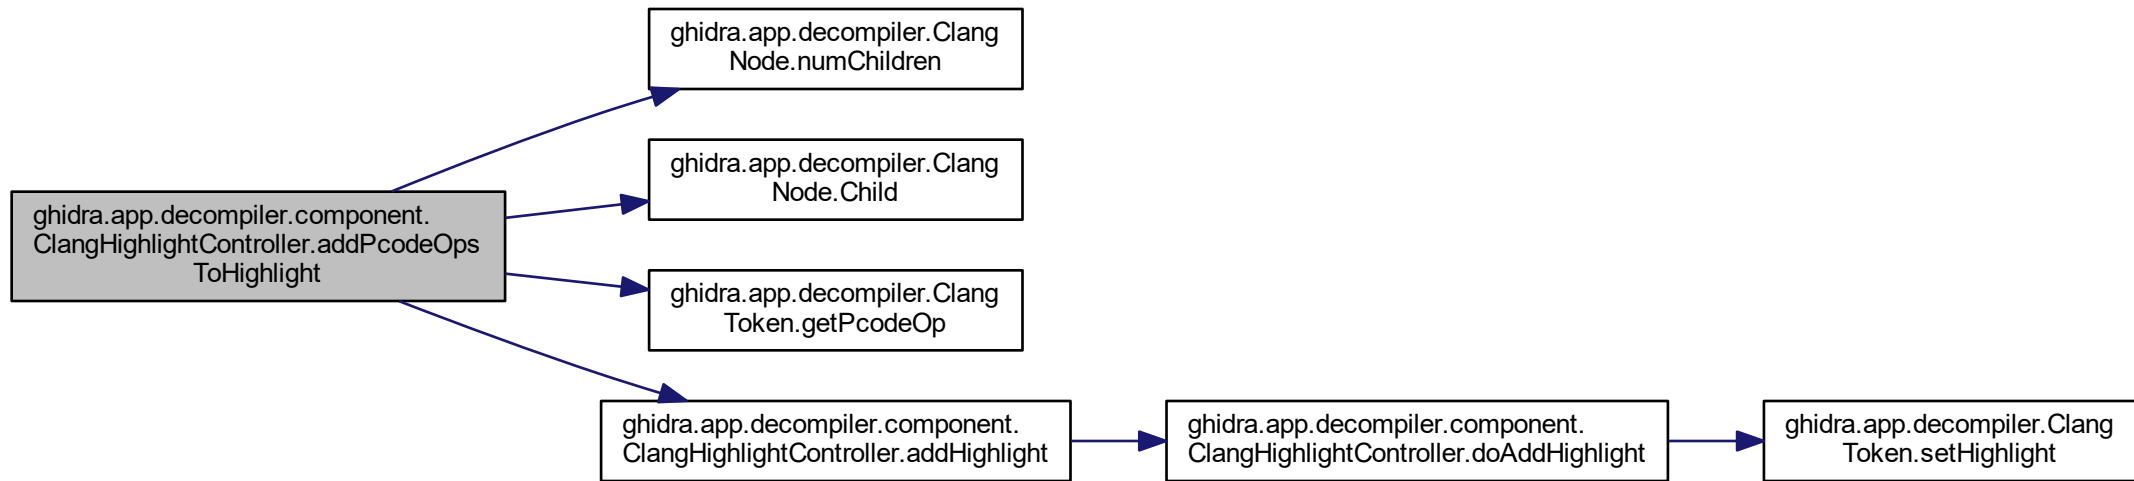 ghidra.app.decompiler.Clang
Node.numChildren
ghidra.app.decompiler.Clang
Node.Child
ghidra.app.decompiler.component.
ClangHighlightController.addPcodeOps
ToHighlight
ghidra.app.decompiler.Clang
Token.getPcodeOp
ghidra.app.decompiler.component.
ClangHighlightController.addHighlight
ghidra.app.decompiler.component.
ClangHighlightController.doAddHighlight
ghidra.app.decompiler.Clang
Token.setHighlight